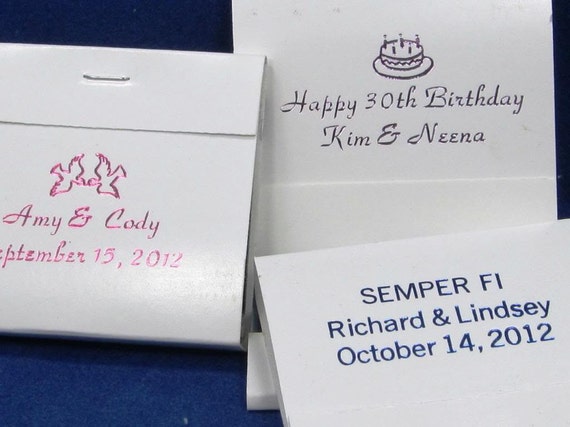 Happy 30th Birthday
Kim & Neena
Amy & Cody
eptember 15, 2012
SEMPER FI
Richard & Lindsey
October 14, 2012